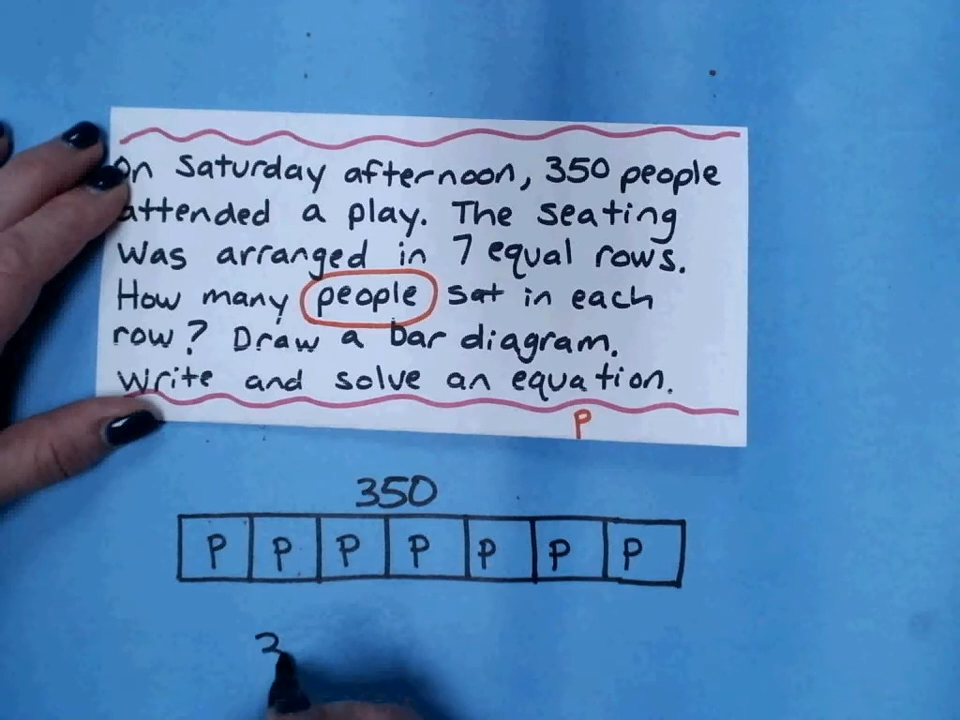 On Saturday afternoon, 350 people
attended a play. The seating
was arranged in 7 equal rows.
How many people sat in each
row? Draw a bar diagram.
Write and solve an equation.
P
350
P P P P P P P